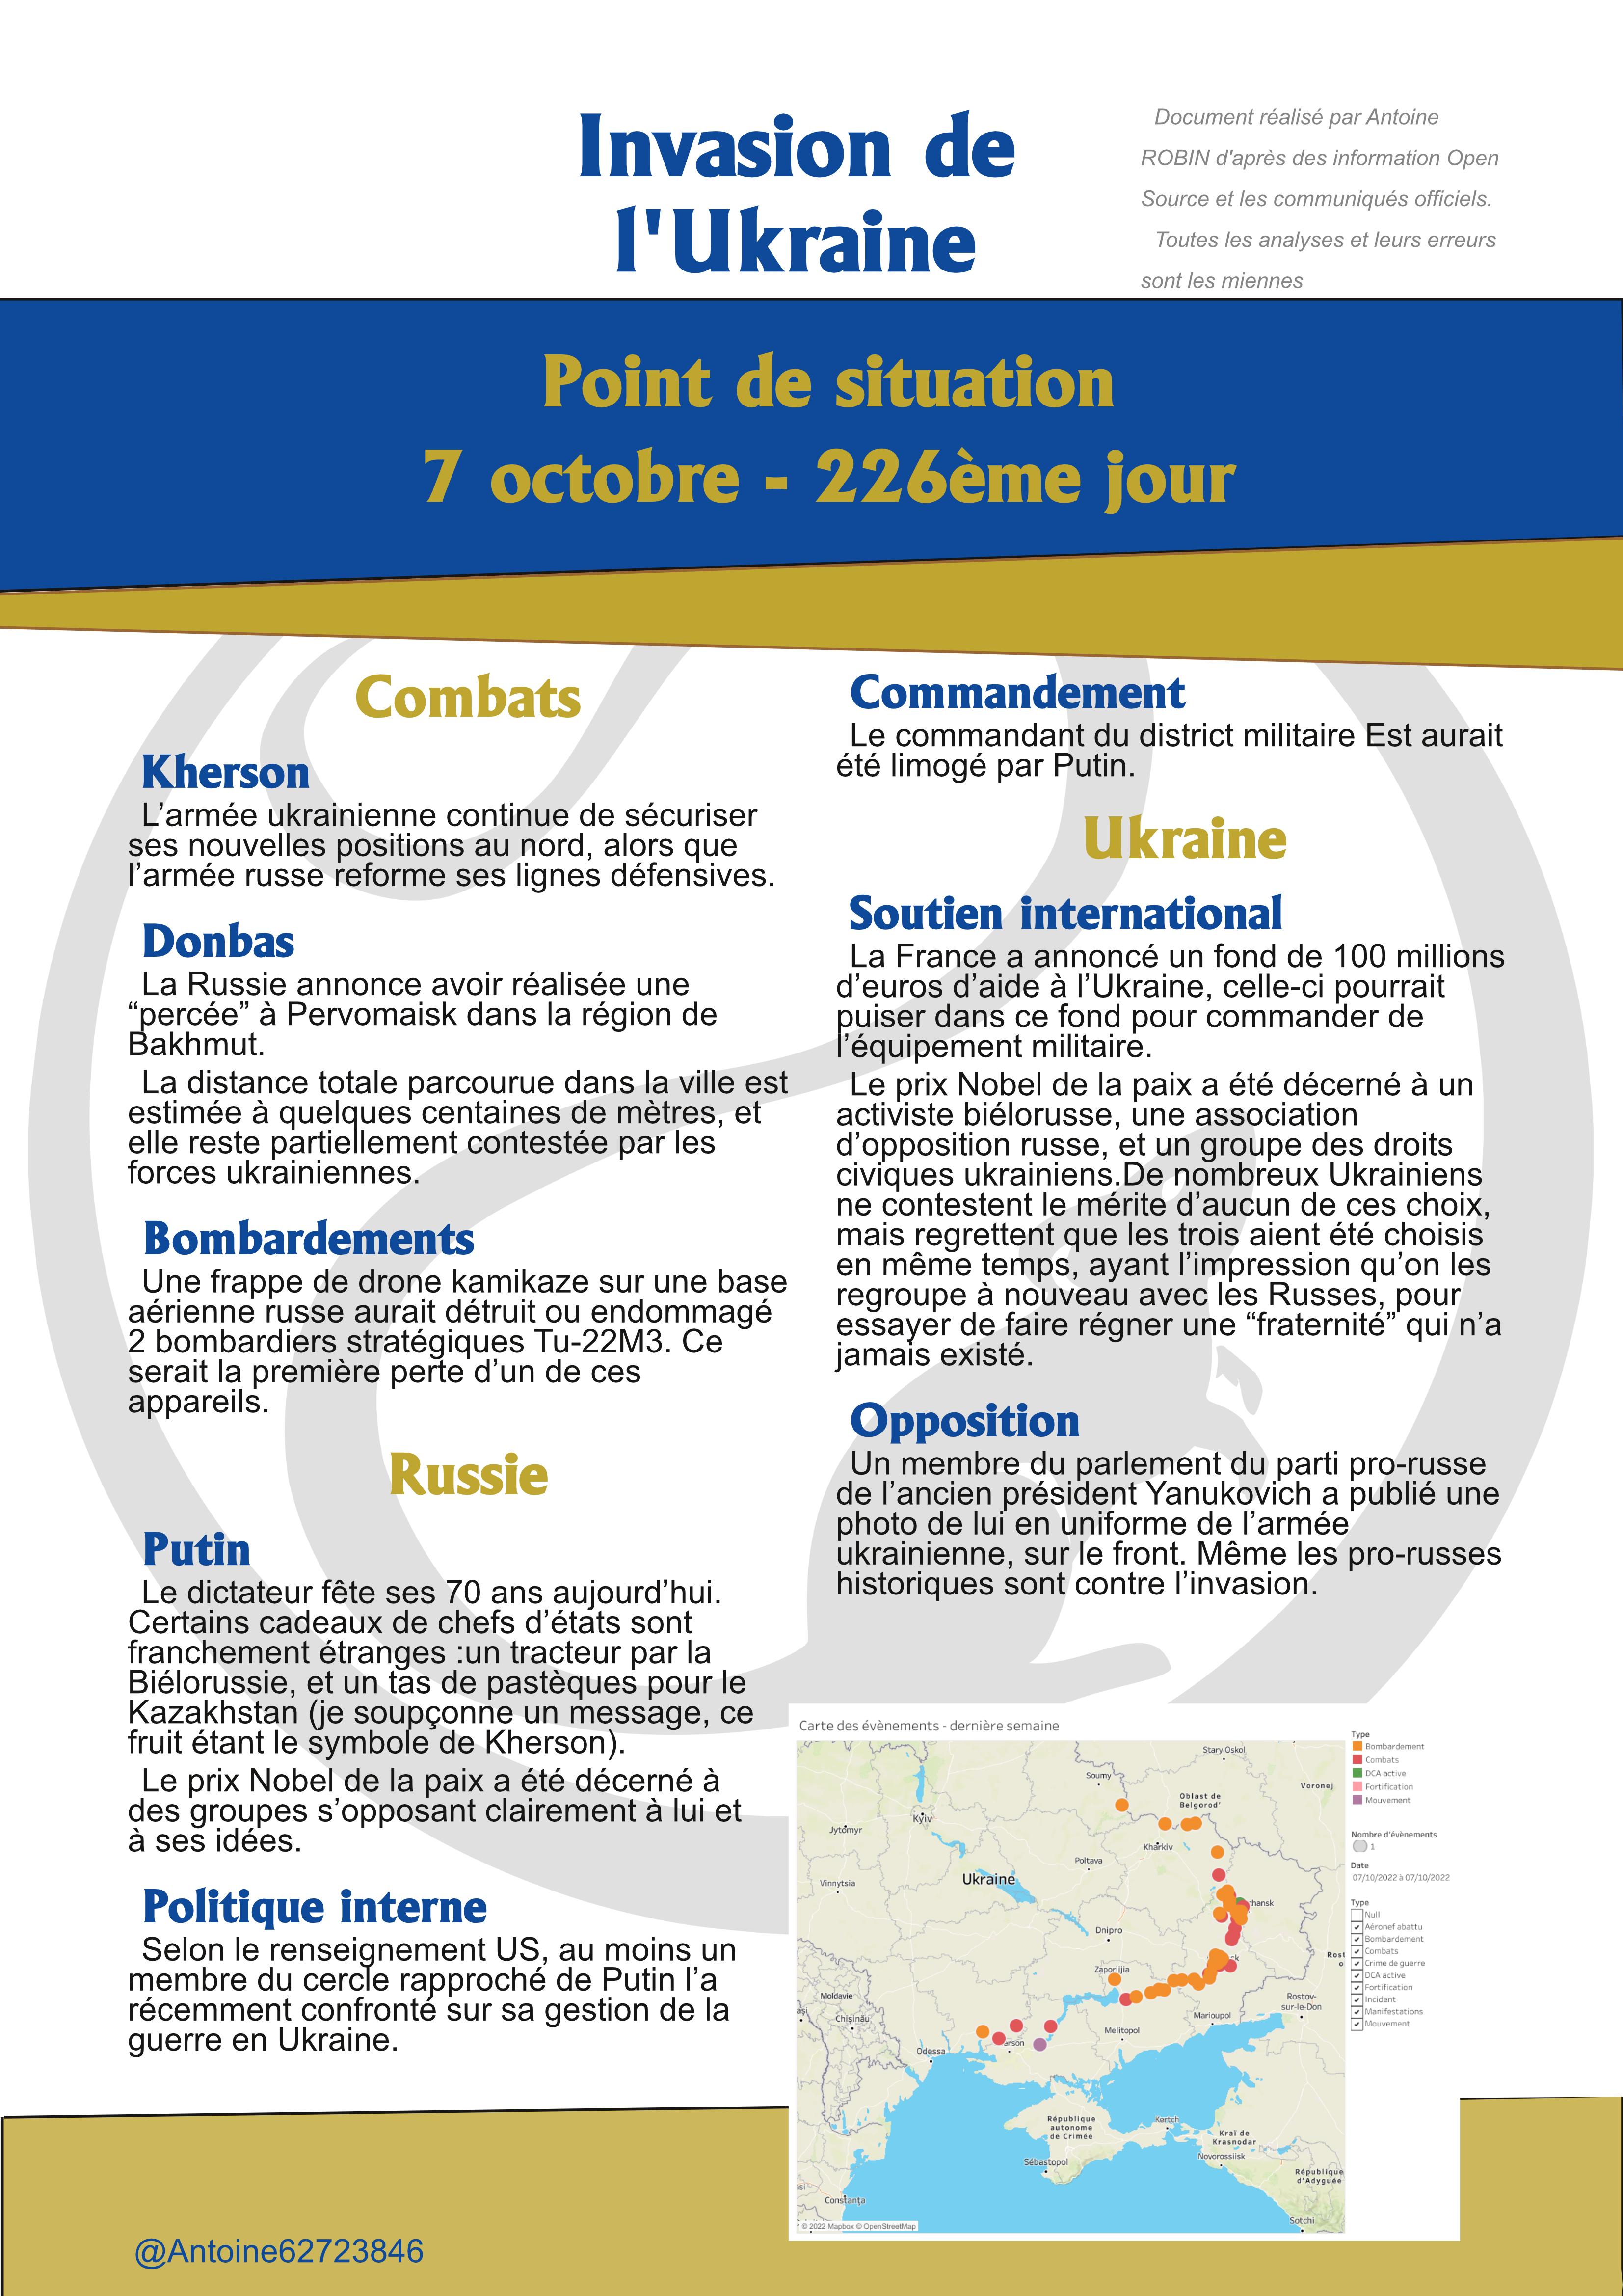 Invasion de
l'Ukraine
Document réalisé par Antoine
ROBIN d'après des information Open
Source et les communiqués officiels.
Toutes les analyses et leurs erreurs
sont les miennes
Point de situation
7 octobre - 226ème jour
Combats
Kherson
L’armée ukrainienne continue de sécuriser
ses nouvelles positions au nord, alors que
l’armée russe reforme ses lignes défensives.
Donbas
La Russie annonce avoir réalisée une
“percée” à Pervomaisk dans la région de
Bakhmut.
La distance totale parcourue dans la ville est
estimée à quelques centaines de mètres, et
elle reste partiellement contestée par les
forces ukrainiennes.
Bombardements
Une frappe de drone kamikaze sur une base
aérienne russe aurait détruit ou endommagé
2 bombardiers stratégiques Tu-22M3. Ce
serait la première perte d’un de ces
appareils.
Russie
Putin
Le dictateur fête ses 70 ans aujourd’hui.
Certains cadeaux de chefs d’états sont
franchement étranges :un tracteur par la
Biélorussie, et un tas de pastèques pour le
Kazakhstan (je soupçonne un message, ce
fruit étant le symbole de Kherson).
Le prix Nobel de la paix a été décerné à
des groupes s’opposant clairement à lui et
à ses idées.
Politique interne
Selon le renseignement US, au moins un
membre du cercle rapproché de Putin l’a
récemment confronté sur sa gestion de la
guerre en Ukraine.
Commandement
Le commandant du district militaire Est aurait
été limogé par Putin.
Ukraine
Soutien international
La France a annoncé un fond de 100 millions
d’euros d’aide à l’Ukraine, celle-ci pourrait
puiser dans ce fond pour commander de
l’équipement militaire.
Le prix Nobel de la paix a été décerné à un
activiste biélorusse, une association
d’opposition russe, et un groupe des droits
civiques ukrainiens.De nombreux Ukrainiens
ne contestent le mérite d’aucun de ces choix,
mais regrettent que les trois aient été choisis
en même temps, ayant l’impression qu’on les
regroupe à nouveau avec les Russes, pour
essayer de faire régner une “fraternité” qui n’a
jamais existé.
Opposition
Un membre du parlement du parti pro-russe
de l’ancien président Yanukovich a publié une
photo de lui en uniforme de l’armée
ukrainienne, sur le front. Même les pro-russes
historiques sont contre l’invasion.
Carte des évènements - dernière semaine
Stary Oskol
Soumy
Voronej
Oblast de
Belgorod'
Kyiv
Jytomyr
Kharkiv
Poltava
Ukraine
Vinnytsia
hansk
Dnipro
k
Rost
o
Zaporijia
Moldavie
Rostov-
sur-le-Don
asi
Chișinău
Marioupol
Melitopol
erson
Odessa
République
autonome
de Crimée
Kertch
Kraï de
Krasnodar
Novorossiisk
Sébastopol
République
d'Adyguée
și
Constanța
Sotchi
© 2022 Mapbox © OpenStreetMap
Type
Bombardement
Combats
DCA active
Fortification
Mouvement
Nombre d'évènements
1
Date
07/10/2022 à 07/10/2022
Type
Null
Aéronef abattu
Bombardement
Combats
Crime de guerre
DCA active
Fortification
Incident
Manifestations
Mouvement
@Antoine62723846